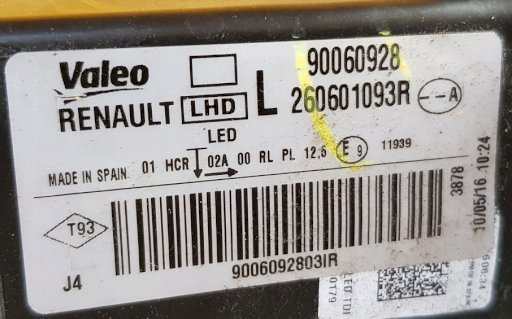 Valeo 90060928
RENAULT LHD L 260601093R --A
LED
MADE IN SPAIN 01 HCR 02A 00 RL PL 12,5 E 9 11939
T93
J4
90060928031R
3878
10/05/16 10:24